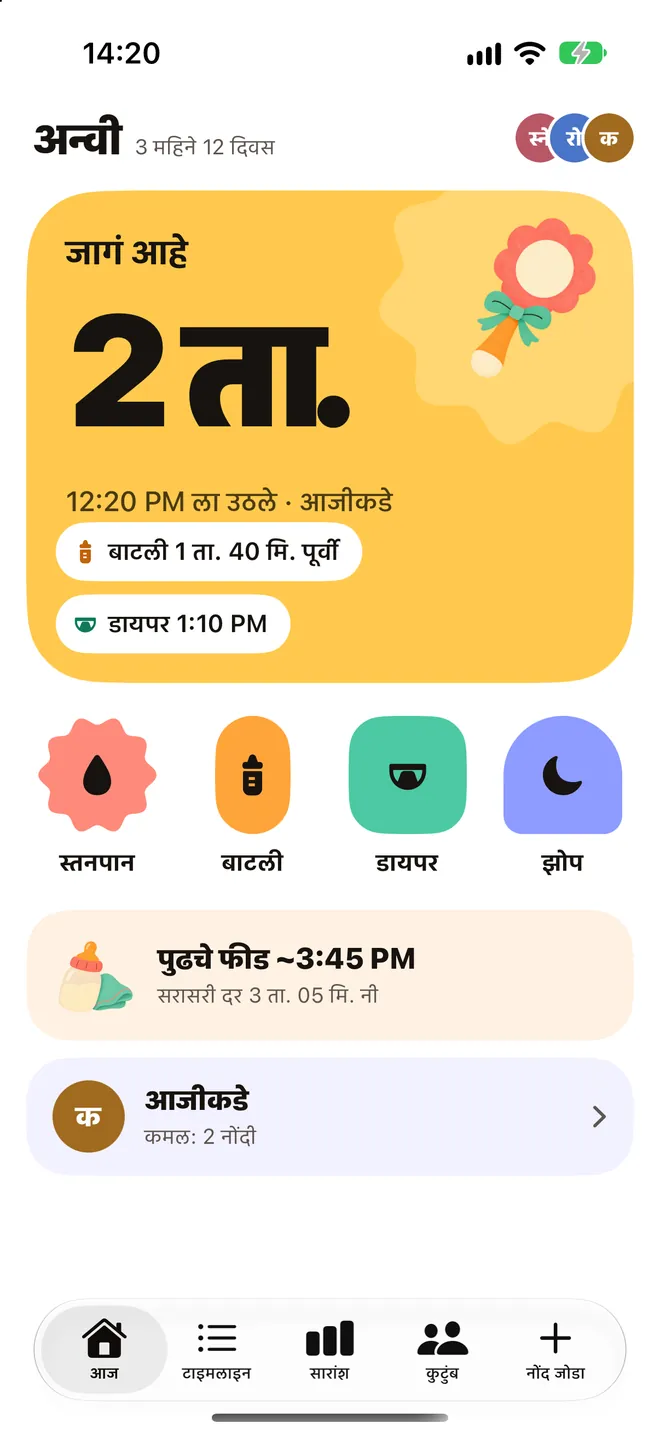 14:20
अन्वी 3 महिने 12 दिवस
स्ने रो क
जागं आहे
2 ता.
12:20 PM ला उठले · आजीकडे
बाटली 1 ता. 40 मि. पूर्वी
डायपर 1:10 PM
स्तनपान बाटली डायपर झोप
पुढचे फीड ~3:45 PM
सरासरी दर 3 ता. 05 मि. नी
क आजीकडे
कमल: 2 नोंदी
आज टाइमलाइन सारांश कुटुंब नोंद जोडा